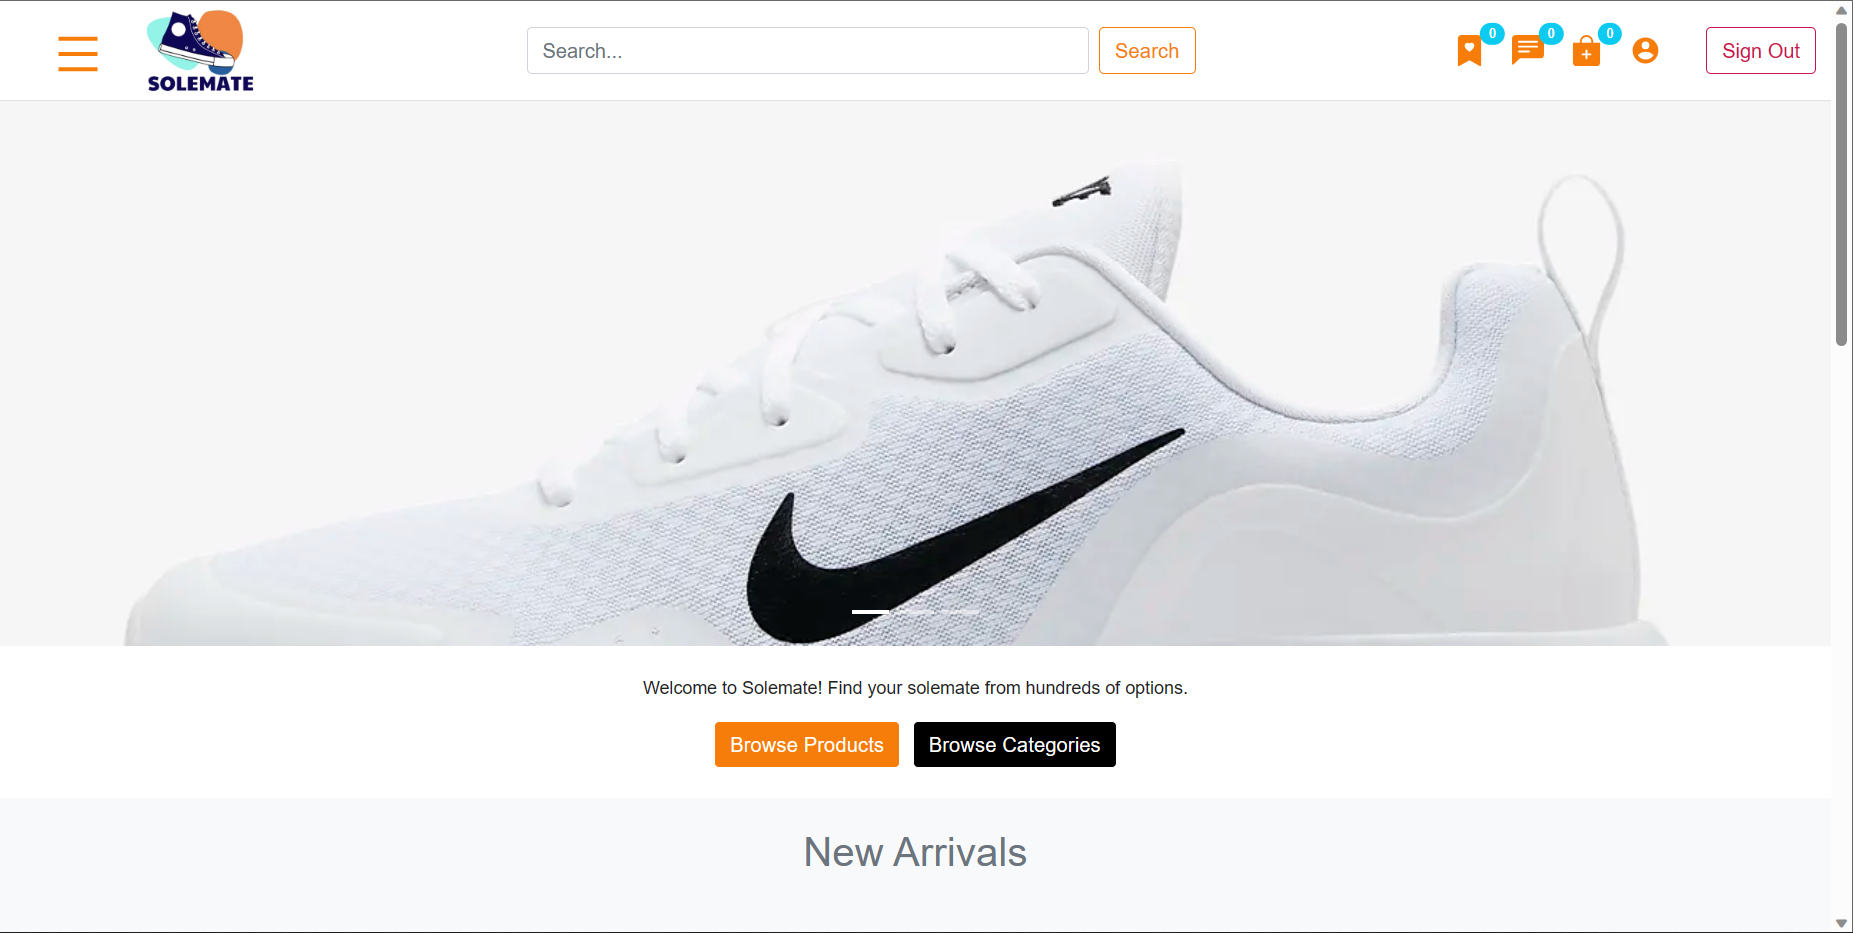 SOLEMATE
Search...
Search
0
0
0
Sign Out
Welcome to Solemate! Find your solemate from hundreds of options.
Browse Products
Browse Categories
New Arrivals